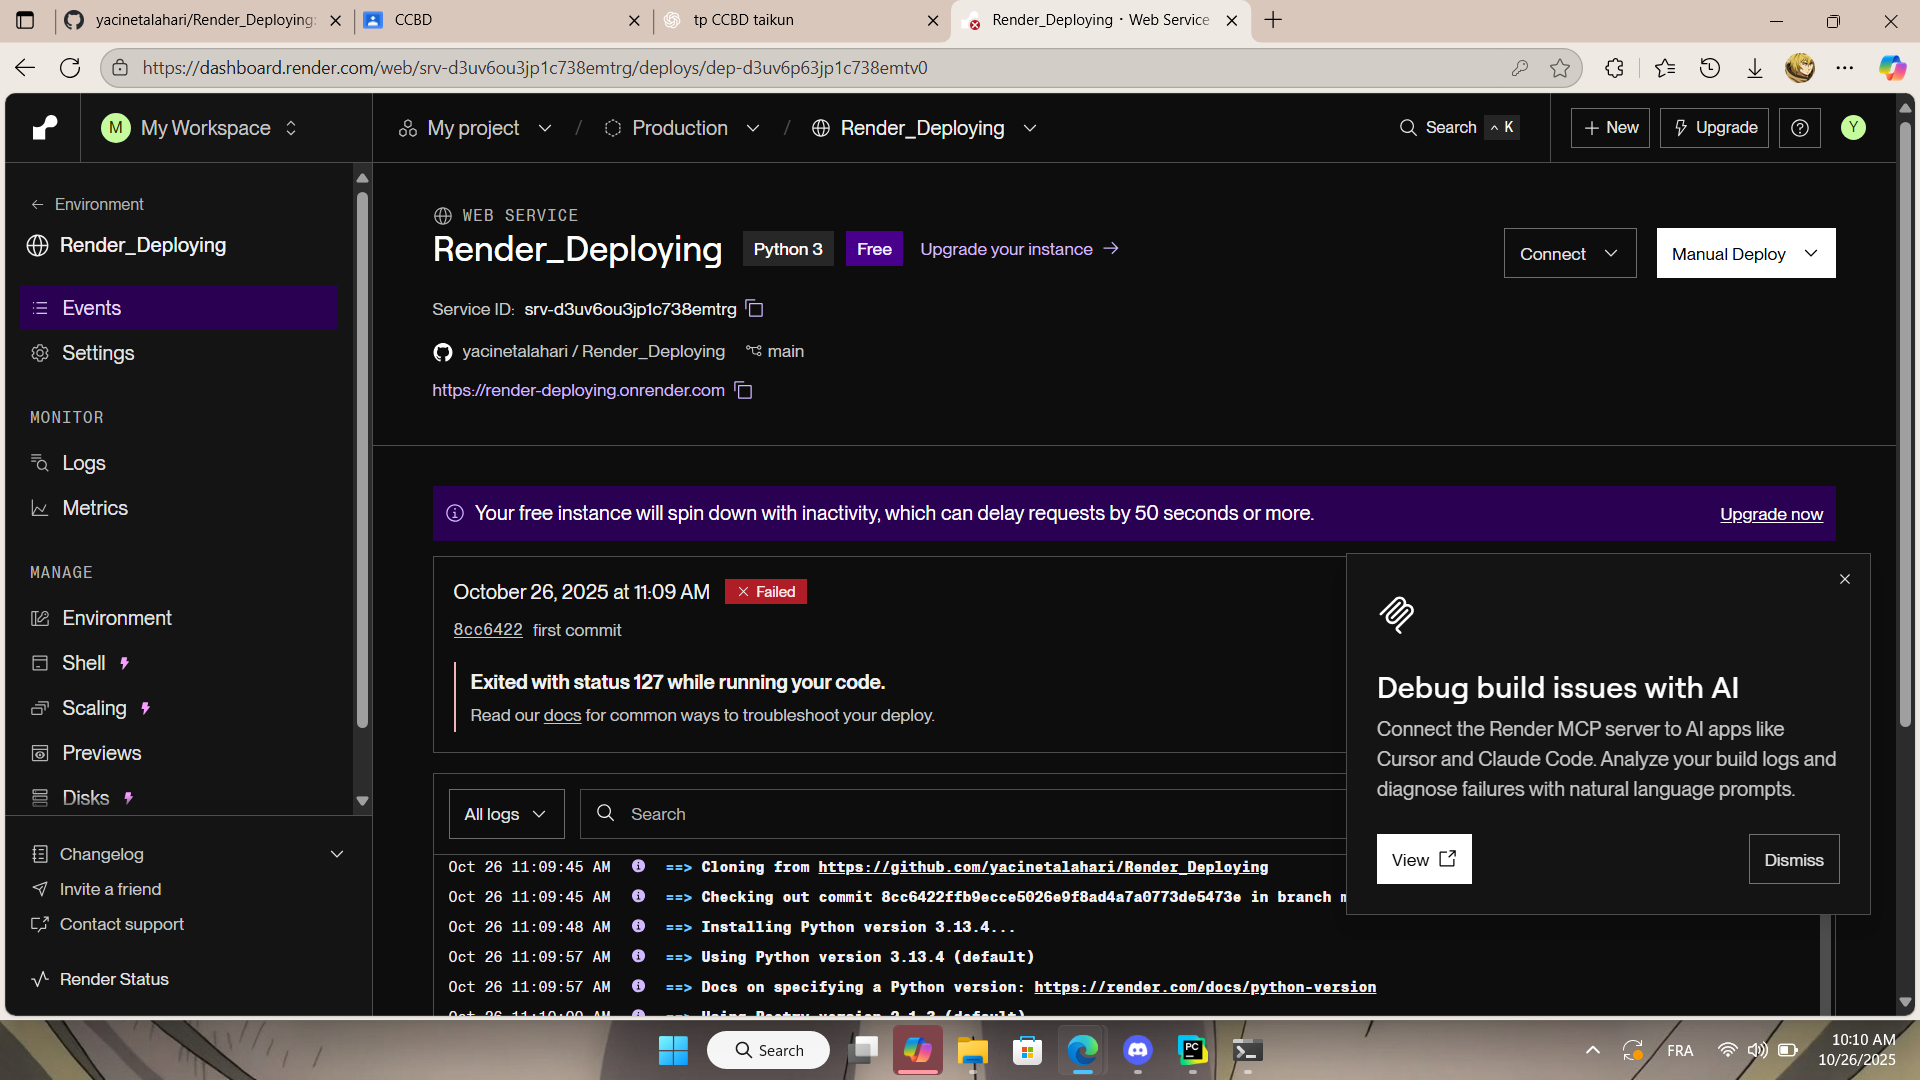 yacinetalahari/Render_Deploying:
CCBD
tp CCBD taikun
Render_Deploying · Web Service
https://dashboard.render.com/web/srv-d3uv6ou3jp1c738emtrg/deploys/dep-d3uv6p63jp1c738emtv0
M My Workspace
My project / Production / Render_Deploying
Search ^ K
+ New
Upgrade
Y
← Environment
Render_Deploying
Events
Settings
MONITOR
Logs
Metrics
MANAGE
Environment
Shell
Scaling
Previews
Disks
Changelog
Invite a friend
Contact support
Render Status
WEB SERVICE
Render_Deploying Python 3 Free Upgrade your instance →
Connect
Manual Deploy
Service ID: srv-d3uv6ou3jp1c738emtrg
yacinetalahari / Render_Deploying main
https://render-deploying.onrender.com
Your free instance will spin down with inactivity, which can delay requests by 50 seconds or more.
Upgrade now
October 26, 2025 at 11:09 AM Failed
8cc6422 first commit
Exited with status 127 while running your code.
Read our docs for common ways to troubleshoot your deploy.
All logs
Search
Oct 26 11:09:45 AM ==> Cloning from https://github.com/yacinetalahari/Render_Deploying
Oct 26 11:09:45 AM ==> Checking out commit 8cc6422ffb9ecce5026e9f8ad4a7a0773de5473e in branch m
Oct 26 11:09:48 AM ==> Installing Python version 3.13.4...
Oct 26 11:09:57 AM ==> Using Python version 3.13.4 (default)
Oct 26 11:09:57 AM ==> Docs on specifying a Python version: https://render.com/docs/python-version
Debug build issues with AI
Connect the Render MCP server to AI apps like
Cursor and Claude Code. Analyze your build logs and
diagnose failures with natural language prompts.
View
Dismiss
Search
PC
FRA
10:10 AM
10/26/2025